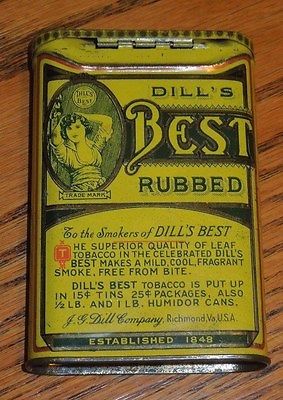 DILL'S
BEST
DILL'S
BEST
RUBBED
TRADE MARK
To the Smokers of DILL'S BEST
THE SUPERIOR QUALITY OF LEAF
TOBACCO IN THE CELEBRATED DILL'S
BEST MAKES A MILD, COOL, FRAGRANT
SMOKE, FREE FROM BITE.
DILL'S BEST TOBACCO IS PUT UP
IN 15¢ TINS 25¢ PACKAGES, ALSO
½ LB. AND 1 LB. HUMIDOR CANS.
J.G. Dill Company, Richmond, Va., U.S.A.
ESTABLISHED 1848